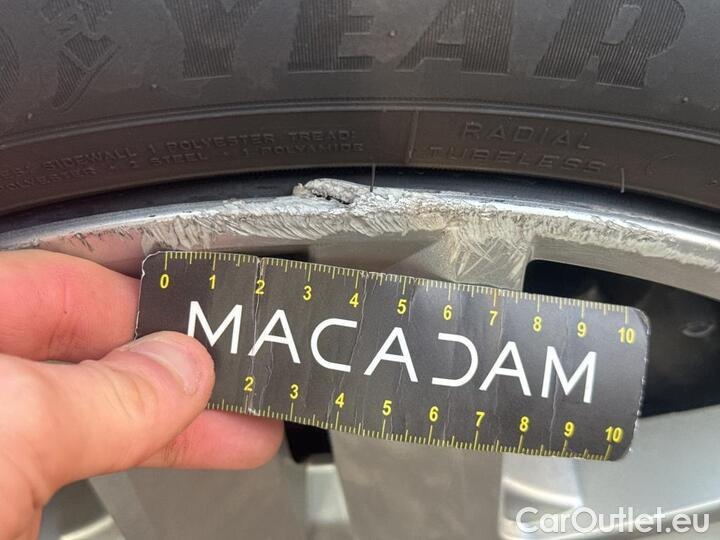 YEAR
SIDEWALL 1 POLYESTER TREAD:
2 STEEL + 1 POLYAMIDE
RADIAL
TUBELESS
0 1 2 3 4 5 6 7 8 9 10
MACADAM
2 3 4 5 6 7 8 9 10
CarOutlet.eu